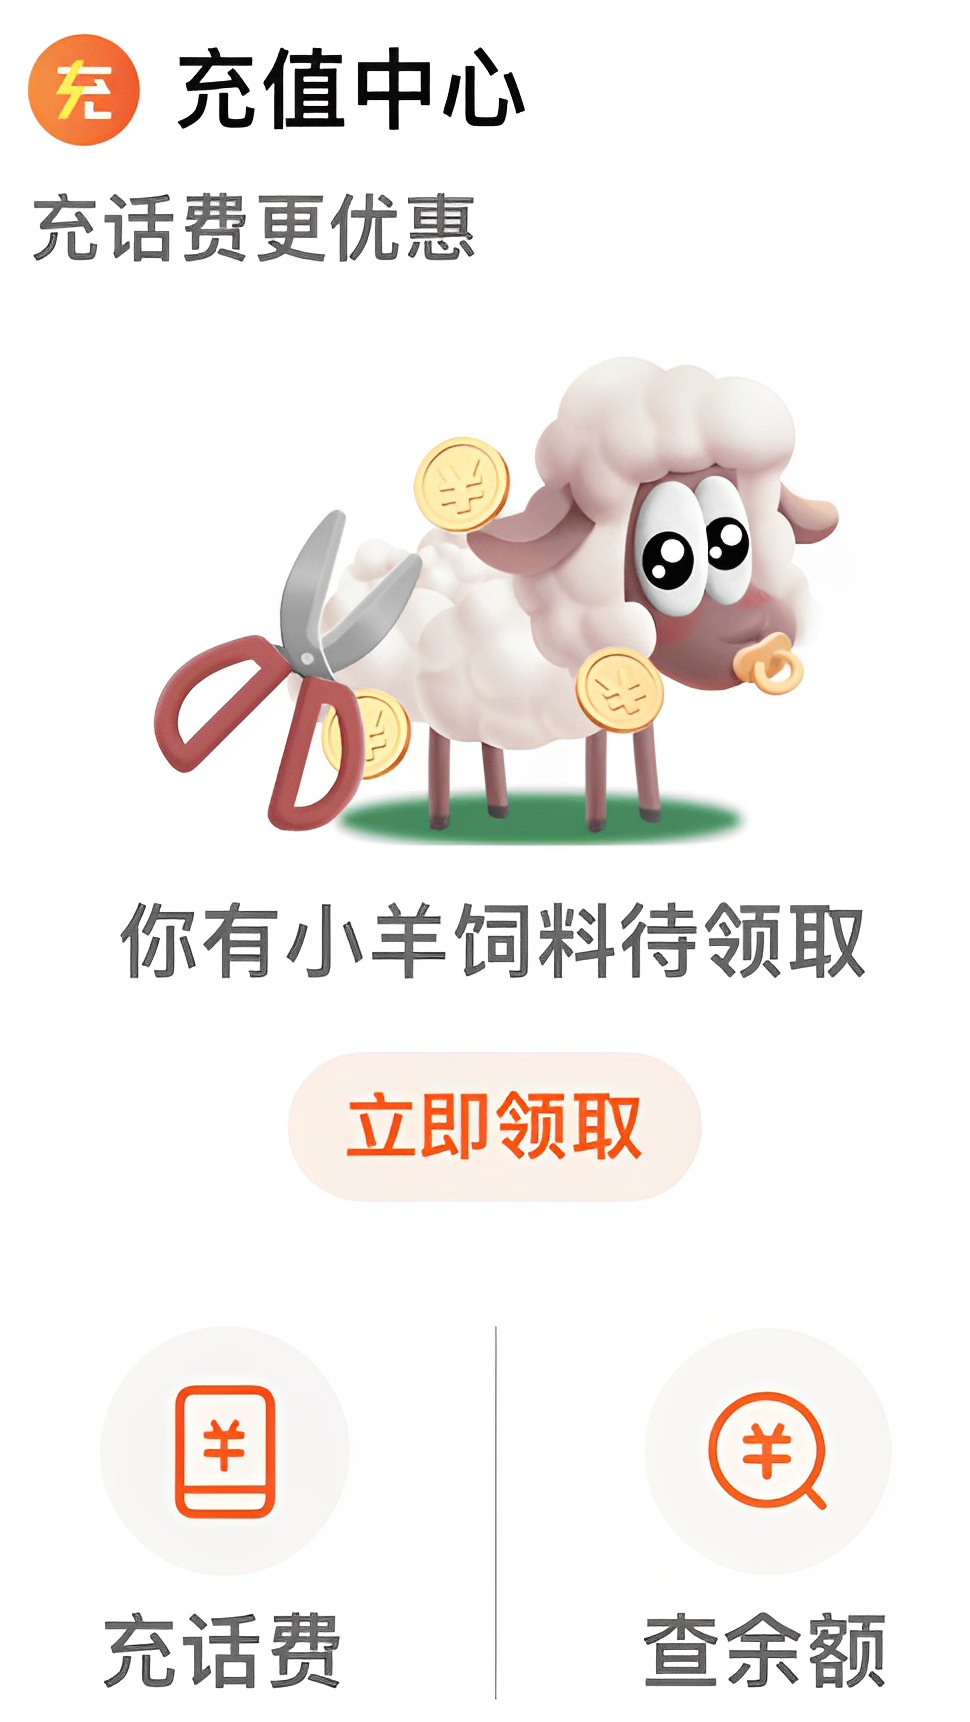 充 充值中心
充话费更优惠
¥
¥
¥
你有小羊饲料待领取
立即领取
¥ ¥
充话费 查余额